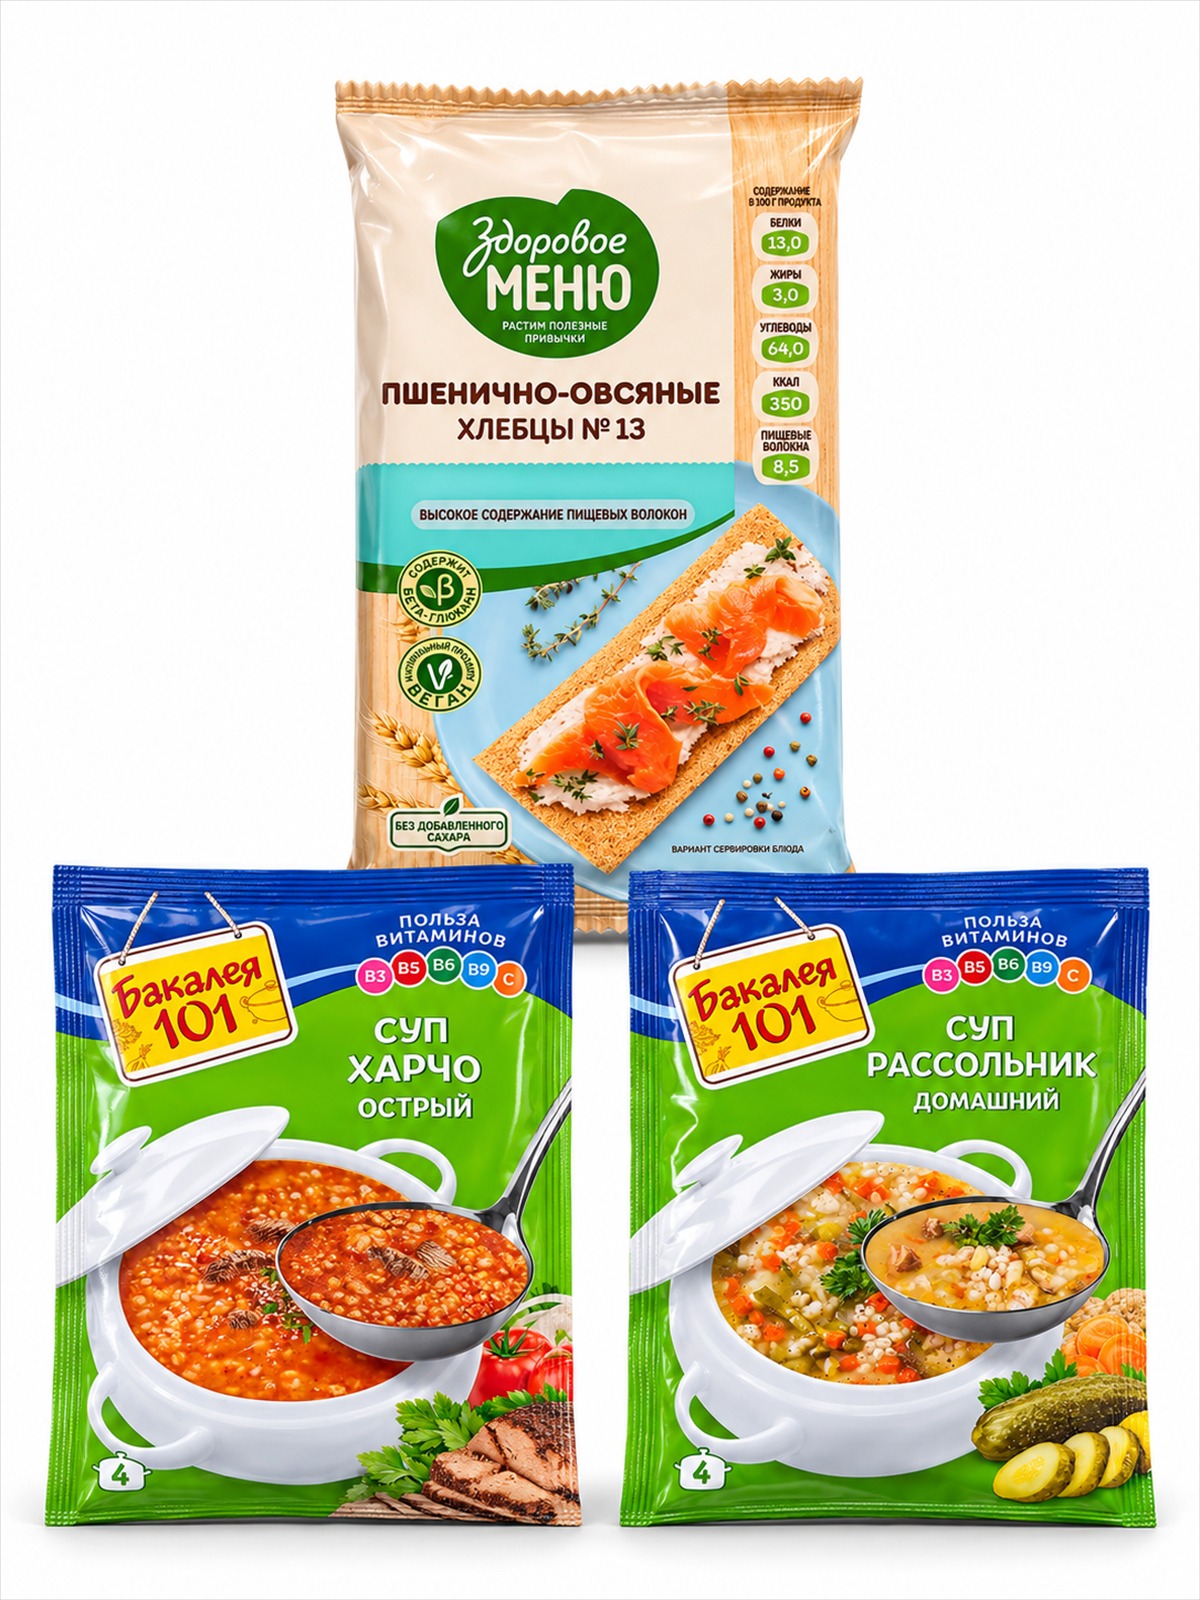 Здоровое
МЕНЮ
РАСТИМ ПОЛЕЗНЫЕ
ПРИВЫЧКИ
ПШЕНИЧНО-ОВСЯНЫЕ
ХЛЕБЦЫ № 13
ВЫСОКОЕ СОДЕРЖАНИЕ ПИЩЕВЫХ ВОЛОКОН
СОДЕРЖАНИЕ
В 100 Г ПРОДУКТА
БЕЛКИ
13,0
ЖИРЫ
3,0
УГЛЕВОДЫ
64,0
ККАЛ
350
ПИЩЕВЫЕ
ВОЛОКНА
8,5
СОДЕРЖИТ
β
БЕТА-ГЛЮКАН
V
ВЕГАН
БЕЗ ДОБАВЛЕННОГО
САХАРА
ВАРИАНТ СЕРВИРОВКИ БЛЮДА
Бакалея
101
ПОЛЬЗА
ВИТАМИНОВ
B3 B5 B6 B9 C
СУП
ХАРЧО
ОСТРЫЙ
4
Бакалея
101
ПОЛЬЗА
ВИТАМИНОВ
B3 B5 B6 B9 C
СУП
РАССОЛЬНИК
ДОМАШНИЙ
4